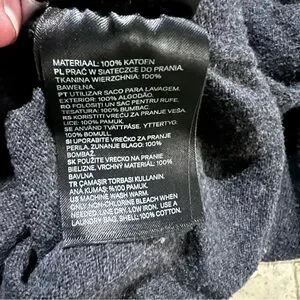 MATERIAAL: 100% KATOEN
PL PRAĆ W SIATECZCE DO PRANIA.
TKANINA WIERZCHNIA: 100%
BAWEŁNA.
PT UTILIZAR SACO PARA LAVAGEM.
EXTERIOR: 100% ALGODÃO.
RO FOLOSIȚI UN SAC PENTRU RUFE.
ȚESATURA: 100% BUMBAC.
RS KORISTITI VREĆU ZA PRANJE
LICE: 100% PAMUK.
SE ANVÄND TVÄTTPÅSE. YTTERTYG:
100% BOMULL.
SI UPORABITE VREČKO ZA PRANJE
PERILA. ZUNANJE BLAGO: 100%
BOMBAŽ.
SK POUŽITE VRECKO NA PRANIE
BIELIZNE. VRCHNÝ MATERIÁL: 100%
BAVLNA
TR ÇAMAŞIR TORBASI KULLANIN.
ANA KUMAŞ: %100 PAMUK.
US MACHINE WASH WARM.
ONLY NON-CHLORINE BLEACH WHEN
NEEDED. LINE DRY. LOW IRON. USE A
LAUNDRY BAG. SHELL: 100% COTTON.